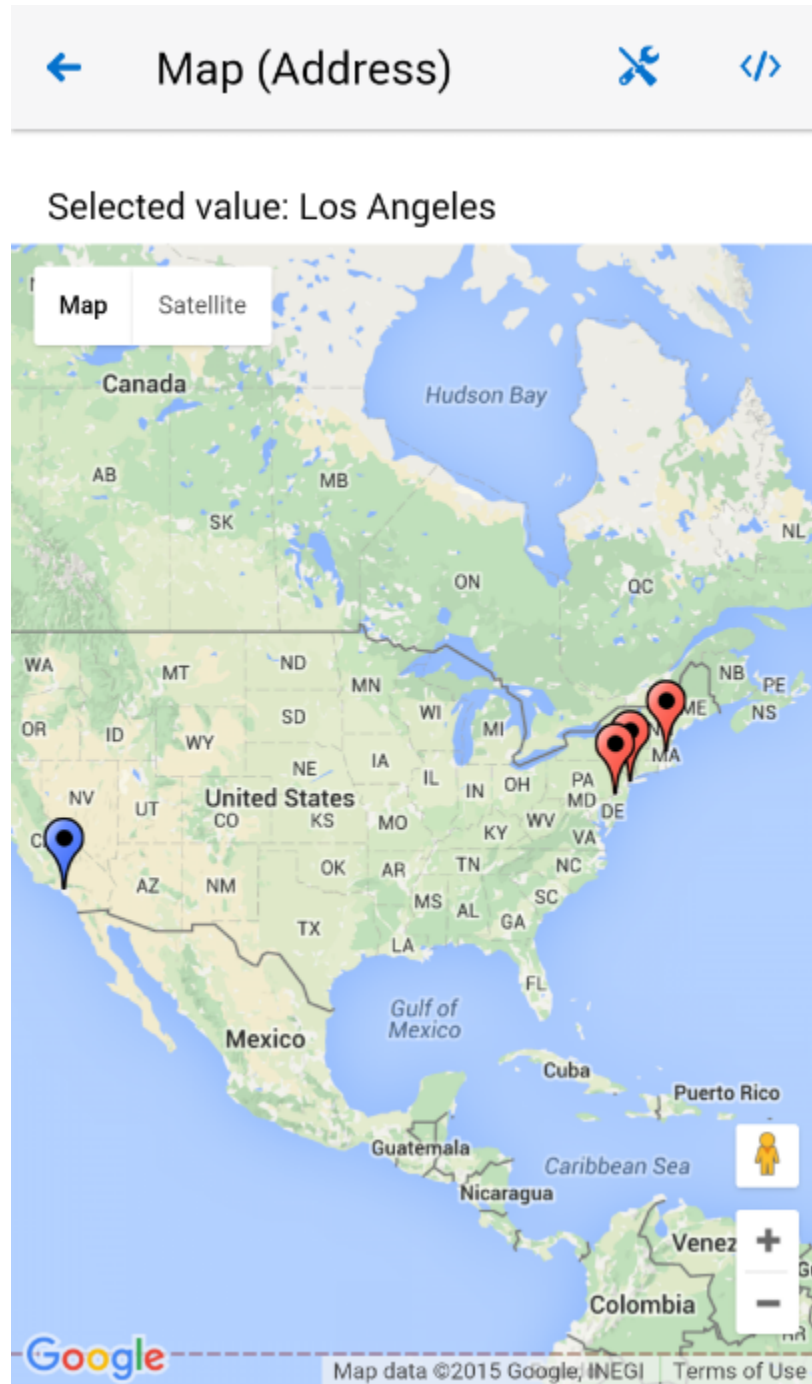 Map (Address)
</>
Selected value: Los Angeles
Map Satellite
Canada
Hudson Bay
AB
MB
SK
NL
ON
QC
WA
MT
ND
NB
PE
MN
ME
NS
OR
ID
SD
WI
MI
WY
MA
NE
IA
IL
IN
OH
PA
NV
UT
United States
MD
CO
KS
MO
WV
DE
KY
VA
AZ
NM
OK
AR
TN
NC
MS
AL
SC
GA
TX
LA
FL
Gulf of
Mexico
Mexico
Cuba
Puerto Rico
Guatemala
Caribbean Sea
Nicaragua
+
Colombia
−
Google
Map data ©2015 Google, INEGI
Terms of Use